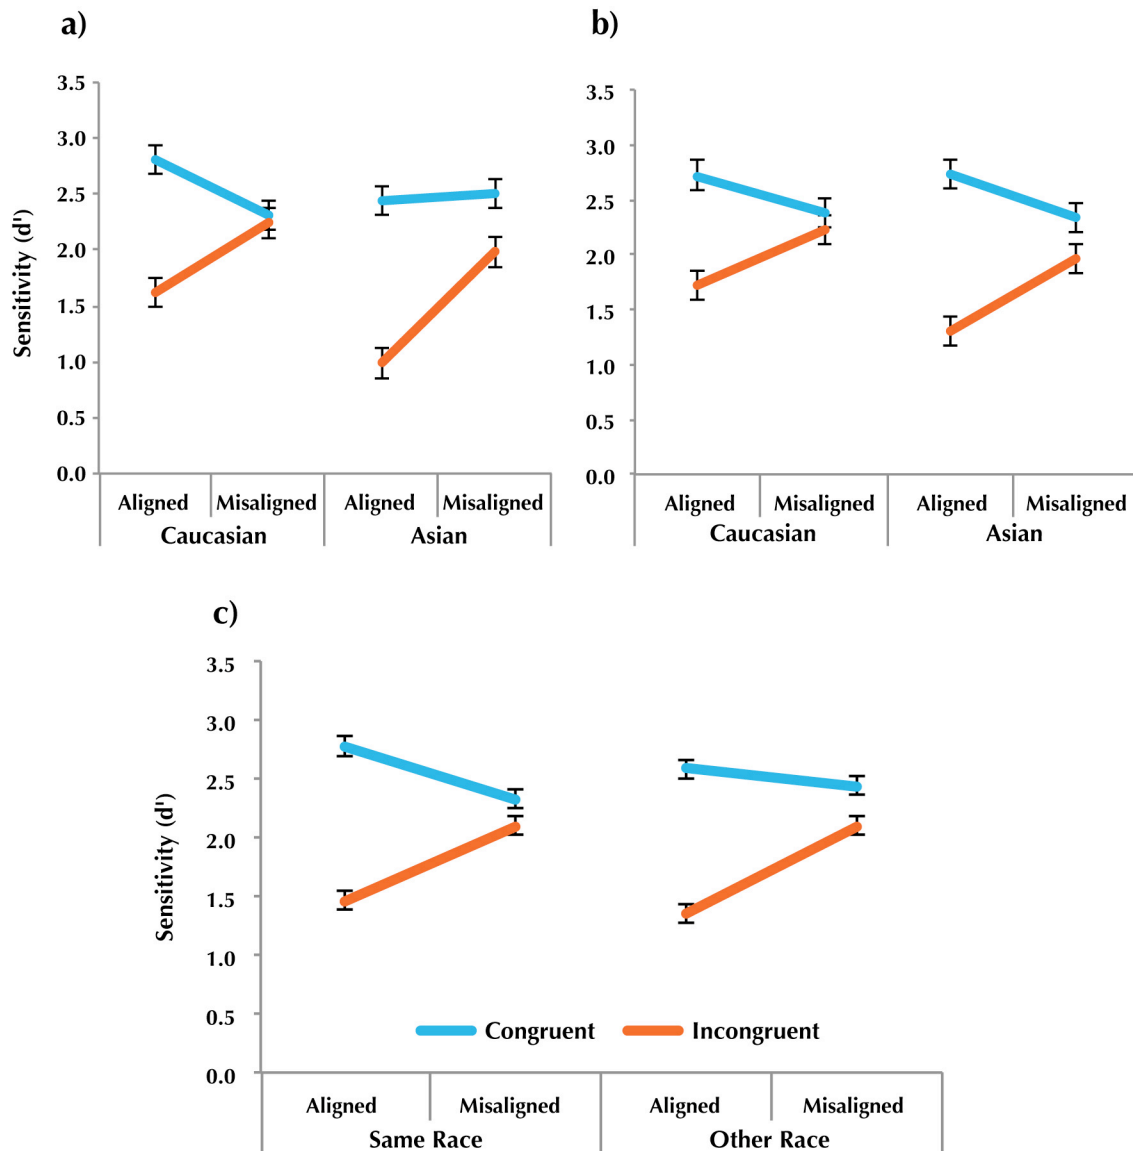 a)
3.5
3.0
2.5
2.0
1.5
1.0
0.5
0.0
Sensitivity (d')
Aligned Misaligned Aligned Misaligned
Caucasian Asian
b)
3.5
3.0
2.5
2.0
1.5
1.0
0.5
0.0
Aligned Misaligned Aligned Misaligned
Caucasian Asian
c)
3.5
3.0
2.5
2.0
1.5
1.0
0.5
0.0
Sensitivity (d')
Congruent Incongruent
Aligned Misaligned Aligned Misaligned
Same Race Other Race